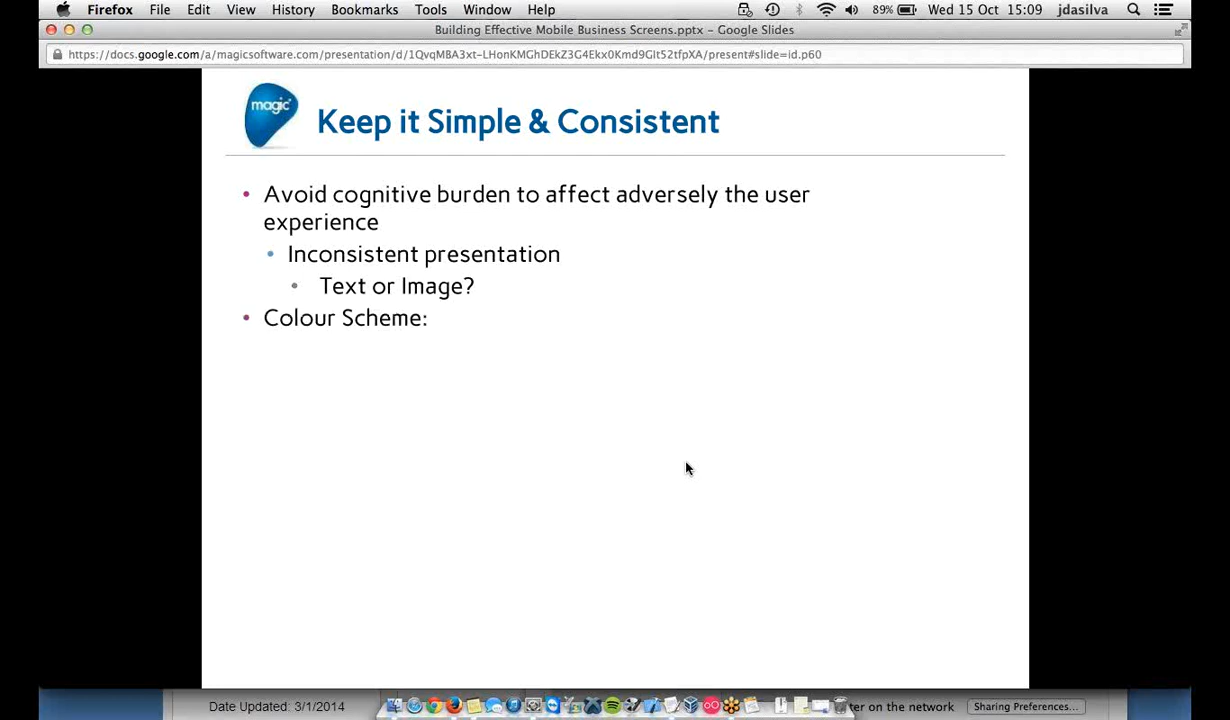 Firefox File Edit View History Bookmarks Tools Window Help 89% Wed 15 Oct 15:09 jdasilva
Building Effective Mobile Business Screens.pptx - Google Slides
https://docs.google.com/a/magicsoftware.com/presentation/d/1QvqMBA3xt-LHonKMGhDEkZ3G4Ekx0Kmd9Glt52tfpXA/present#slide=id.p60
magic
Keep it Simple & Consistent
• Avoid cognitive burden to affect adversely the user
experience
• Inconsistent presentation
• Text or Image?
• Colour Scheme:
Date Updated: 3/1/2014 ter on the network Sharing Preferences...